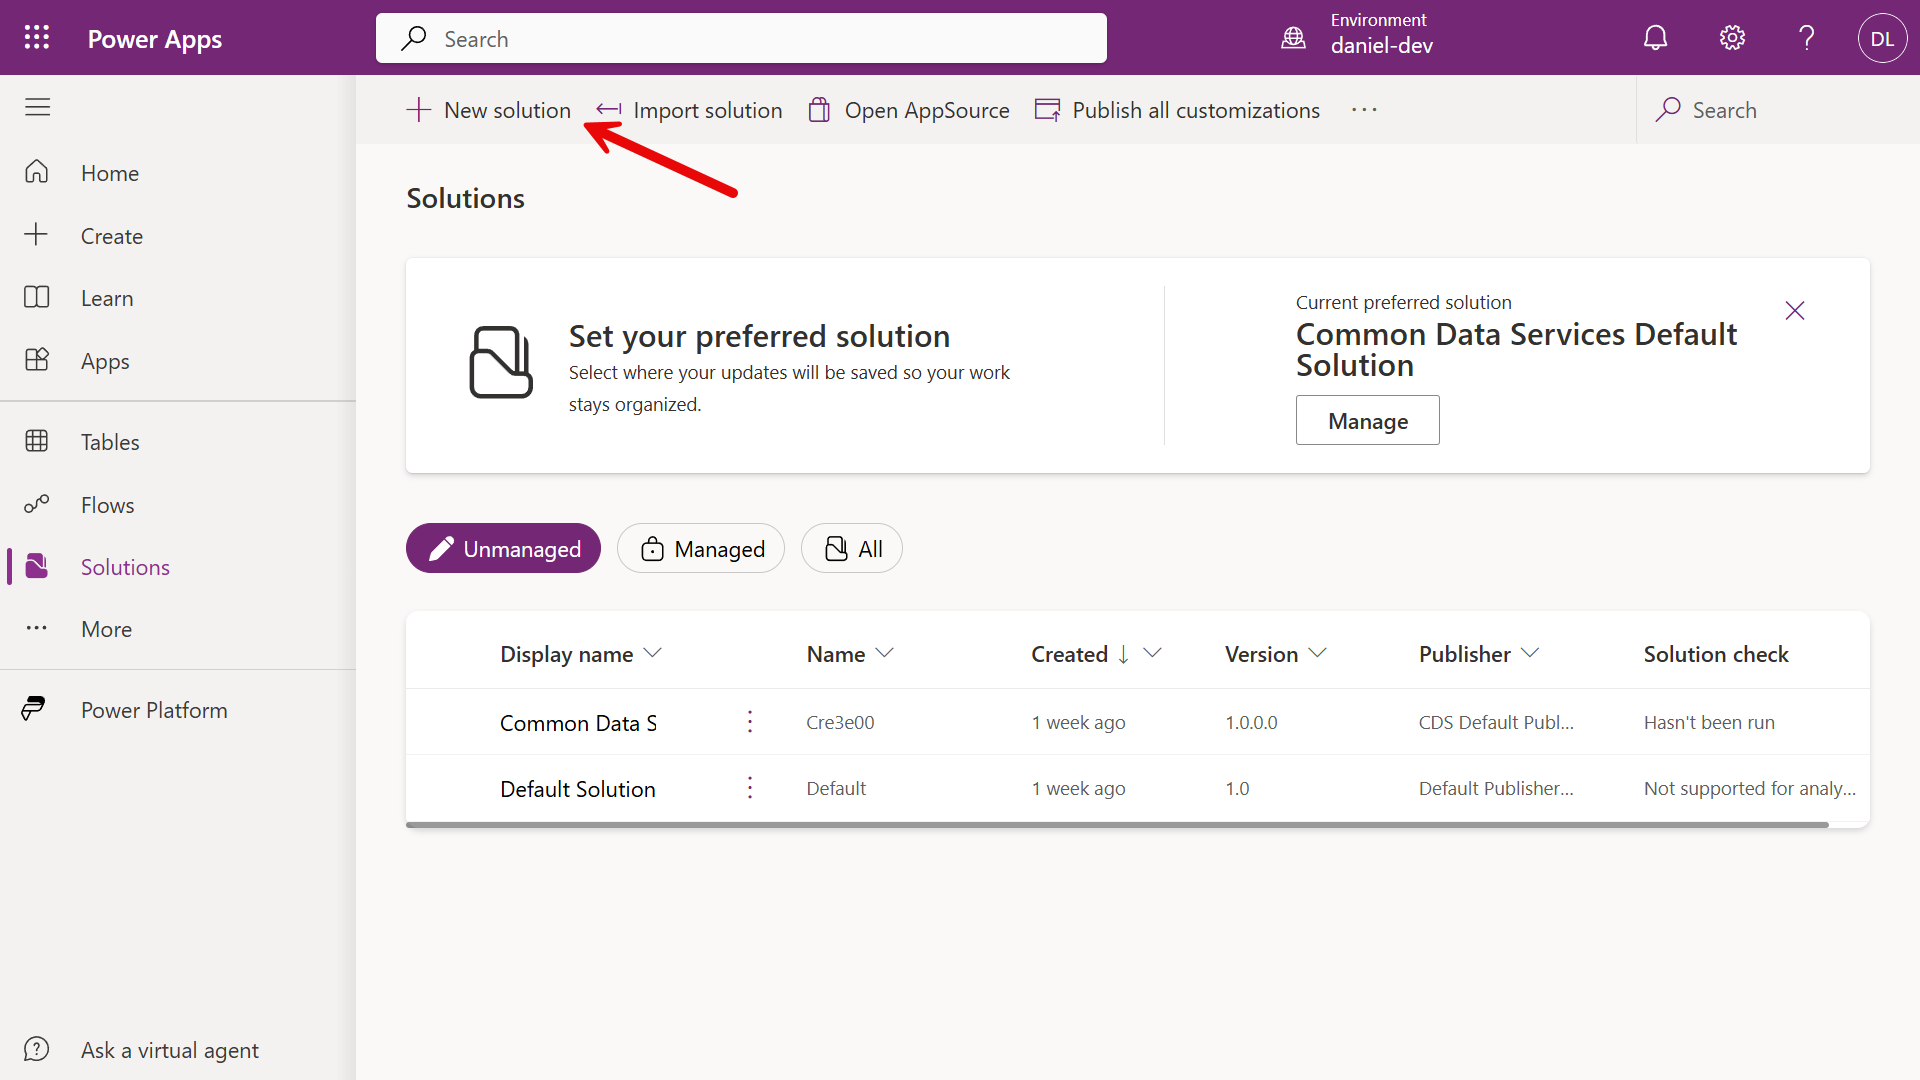 Power Apps
Search
Environment
daniel-dev
DL
New solution
Import solution
Open AppSource
Publish all customizations
Search
Home
Create
Learn
Apps
Tables
Flows
Solutions
More
Power Platform
Ask a virtual agent
Solutions
Set your preferred solution
Select where your updates will be saved so your work
stays organized.
Current preferred solution
Common Data Services Default
Solution
Manage
Unmanaged
Managed
All
Display name Name Created Version Publisher Solution check
Common Data S Cre3e00 1 week ago 1.0.0.0 CDS Default Publ... Hasn't been run
Default Solution Default 1 week ago 1.0 Default Publisher... Not supported for analy...